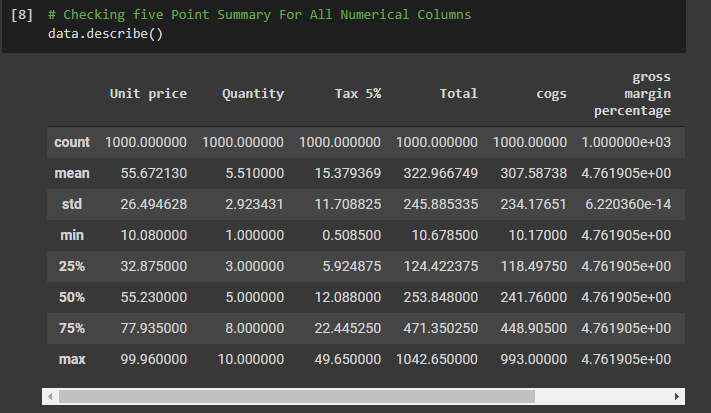 [8] # Checking five Point Summary For All Numerical Columns
data.describe()
Unit price Quantity Tax 5% Total cogs gross margin percentage
count 1000.000000 1000.000000 1000.000000 1000.000000 1000.00000 1.000000e+03
mean 55.672130 5.510000 15.379369 322.966749 307.58738 4.761905e+00
std 26.494628 2.923431 11.708825 245.885335 234.17651 6.220360e-14
min 10.080000 1.000000 0.508500 10.678500 10.17000 4.761905e+00
25% 32.875000 3.000000 5.924875 124.422375 118.49750 4.761905e+00
50% 55.230000 5.000000 12.088000 253.848000 241.76000 4.761905e+00
75% 77.935000 8.000000 22.445250 471.350250 448.90500 4.761905e+00
max 99.960000 10.000000 49.650000 1042.650000 993.00000 4.761905e+00